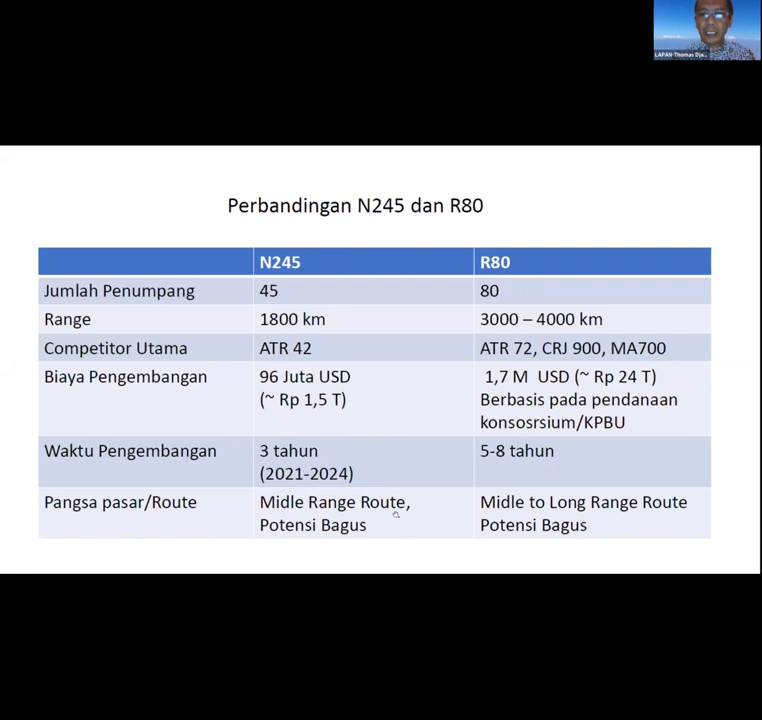 LAPAN-Thomas Dja...
Perbandingan N245 dan R80
N245 R80
Jumlah Penumpang 45 80
Range 1800 km 3000 – 4000 km
Competitor Utama ATR 42 ATR 72, CRJ 900, MA700
Biaya Pengembangan 96 Juta USD 1,7 M USD (~ Rp 24 T)
(~ Rp 1,5 T) Berbasis pada pendanaan
konsosrsium/KPBU
Waktu Pengembangan 3 tahun 5-8 tahun
(2021-2024)
Pangsa pasar/Route Midle Range Route, Midle to Long Range Route
Potensi Bagus Potensi Bagus